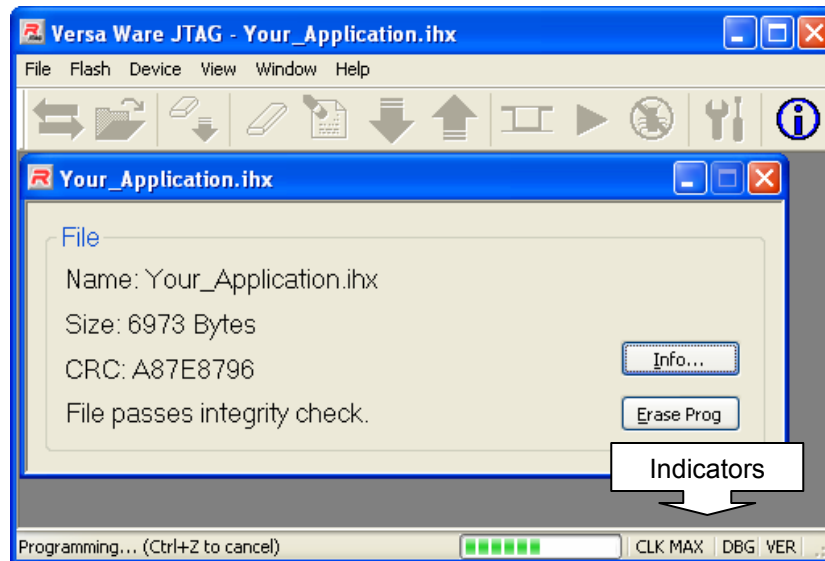 Versa Ware JTAG - Your_Application.ihx
File Flash Device View Window Help
Your_Application.ihx
File
Name: Your_Application.ihx
Size: 6973 Bytes
CRC: A87E8796
Info...
File passes integrity check.
Erase Prog
Indicators
Programming... (Ctrl+Z to cancel) CLK MAX DBG VER